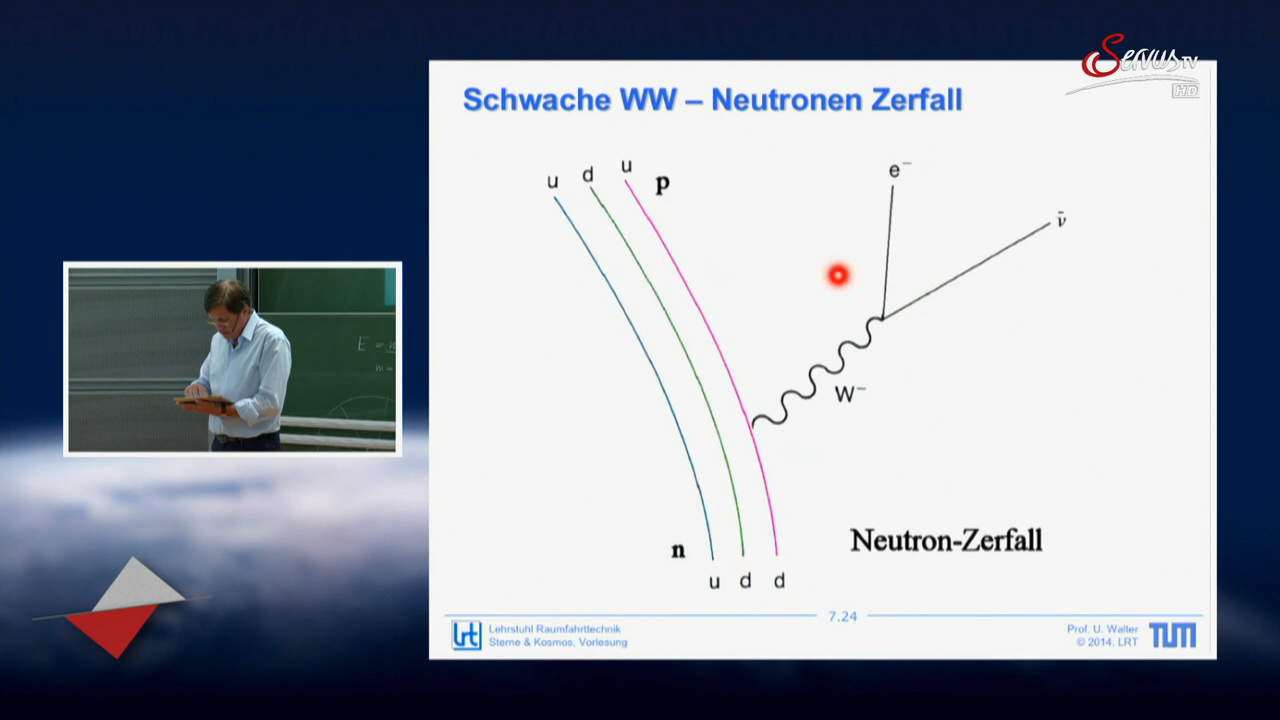 Servus TV
HD
Schwache WW – Neutronen Zerfall
u d u p
e⁻
ν̄
W⁻
E =
m =
n
Neutron-Zerfall
u d d
7.24
lrt
Lehrstuhl Raumfahrttechnik
Sterne & Kosmos, Vorlesung
Prof. U. Walter
© 2014, LRT
TUM